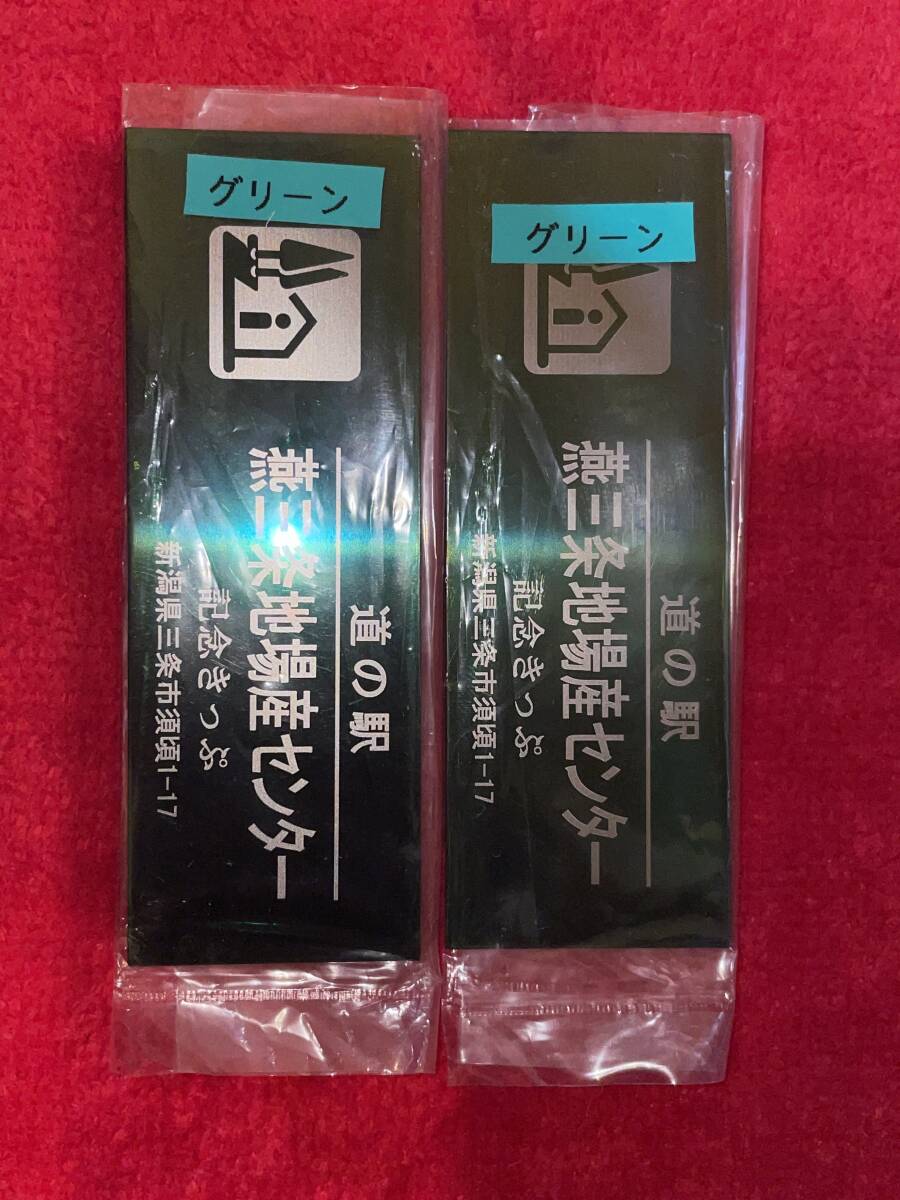 グリーン
道の駅
燕三条地場産センター
記念きっぷ
新潟県三条市須頃1-17
グリーン
道の駅
燕三条地場産センター
記念きっぷ
新潟県三条市須頃1-17